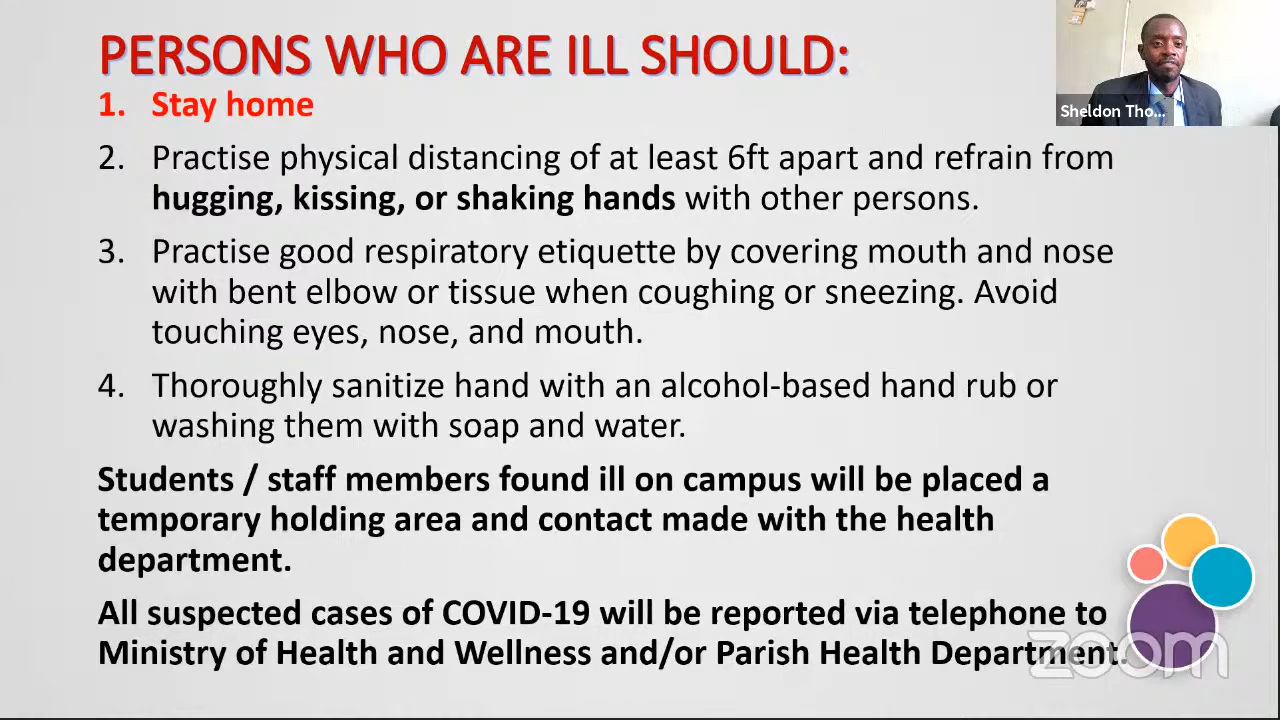 PERSONS WHO ARE ILL SHOULD:
1. Stay home
Sheldon Tho...
2. Practise physical distancing of at least 6ft apart and refrain from
hugging, kissing, or shaking hands with other persons.
3. Practise good respiratory etiquette by covering mouth and nose
with bent elbow or tissue when coughing or sneezing. Avoid
touching eyes, nose, and mouth.
4. Thoroughly sanitize hand with an alcohol-based hand rub or
washing them with soap and water.
Students / staff members found ill on campus will be placed a
temporary holding area and contact made with the health
department.
All suspected cases of COVID-19 will be reported via telephone to
Ministry of Health and Wellness and/or Parish Health Department.
zoom